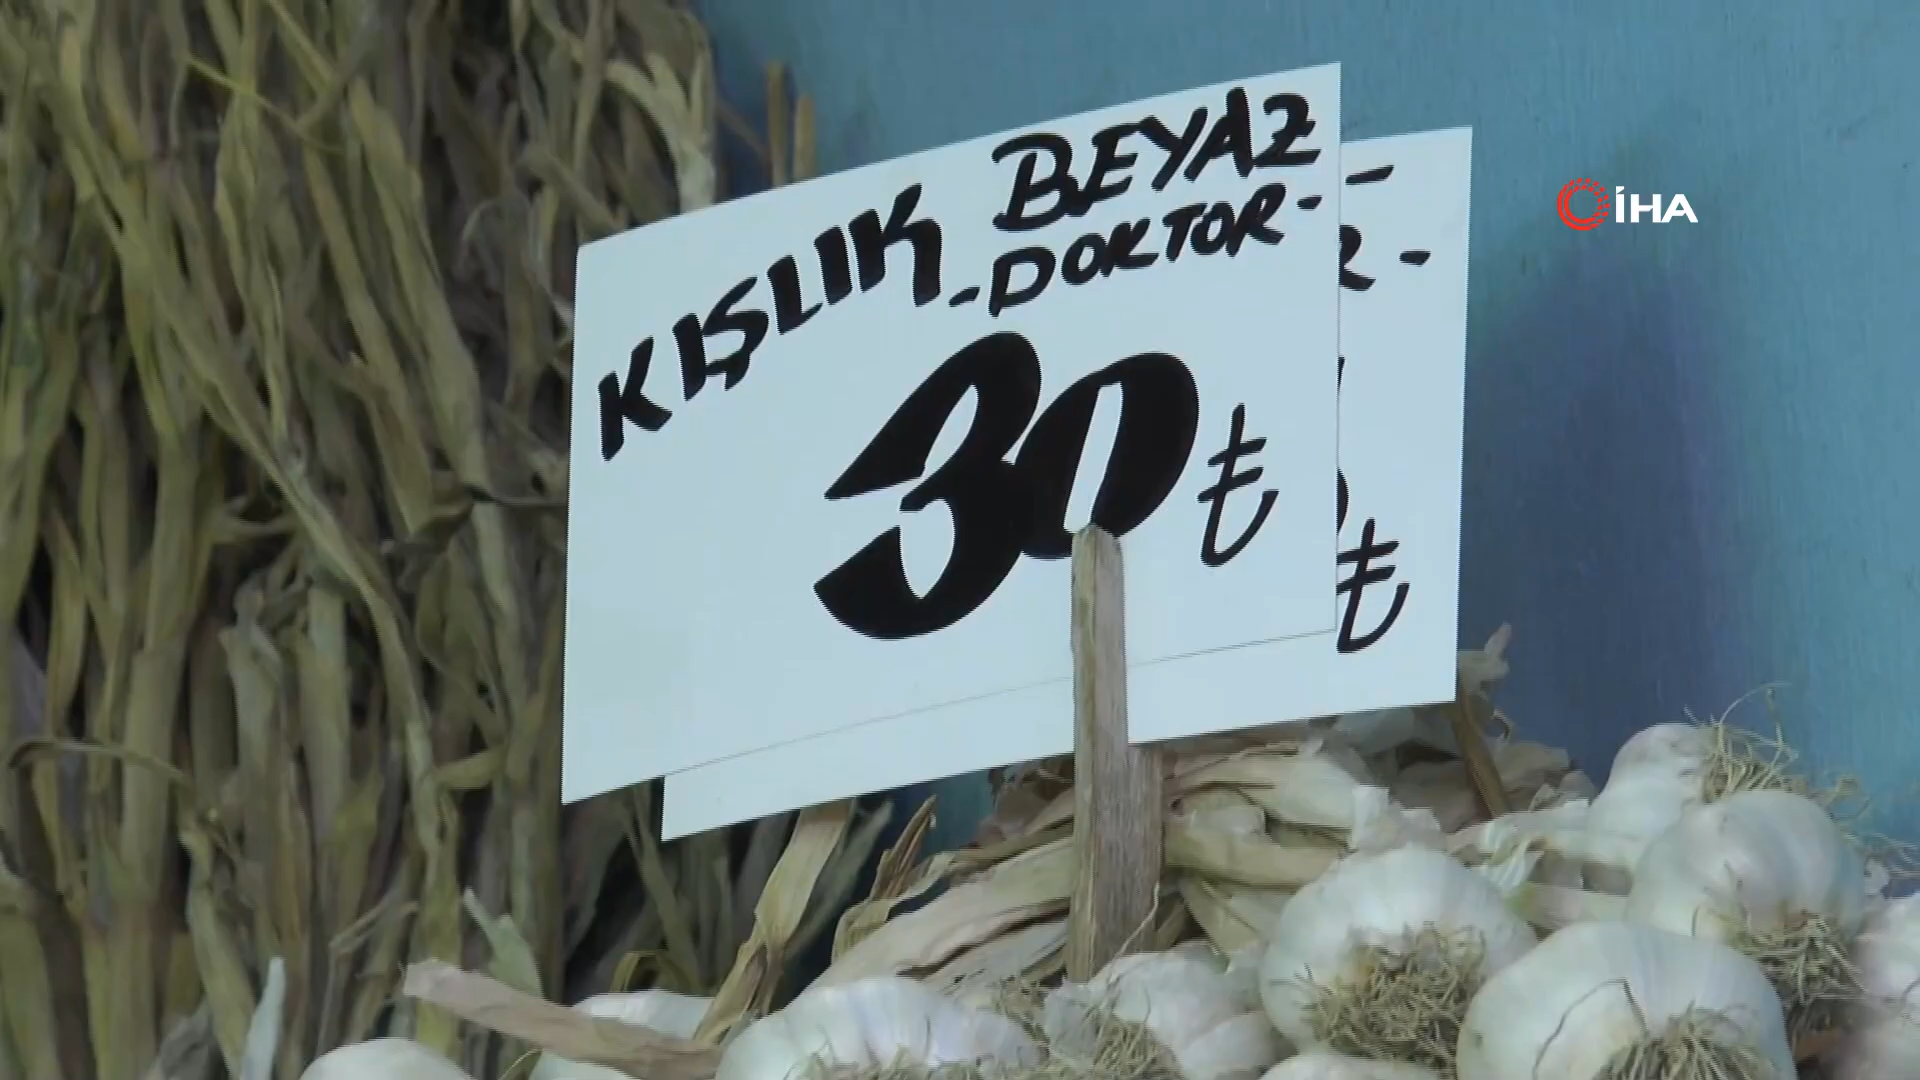 KIŞLIK BEYAZ
-DOKTOR-
30 ₺
-
R-
₺
İHA